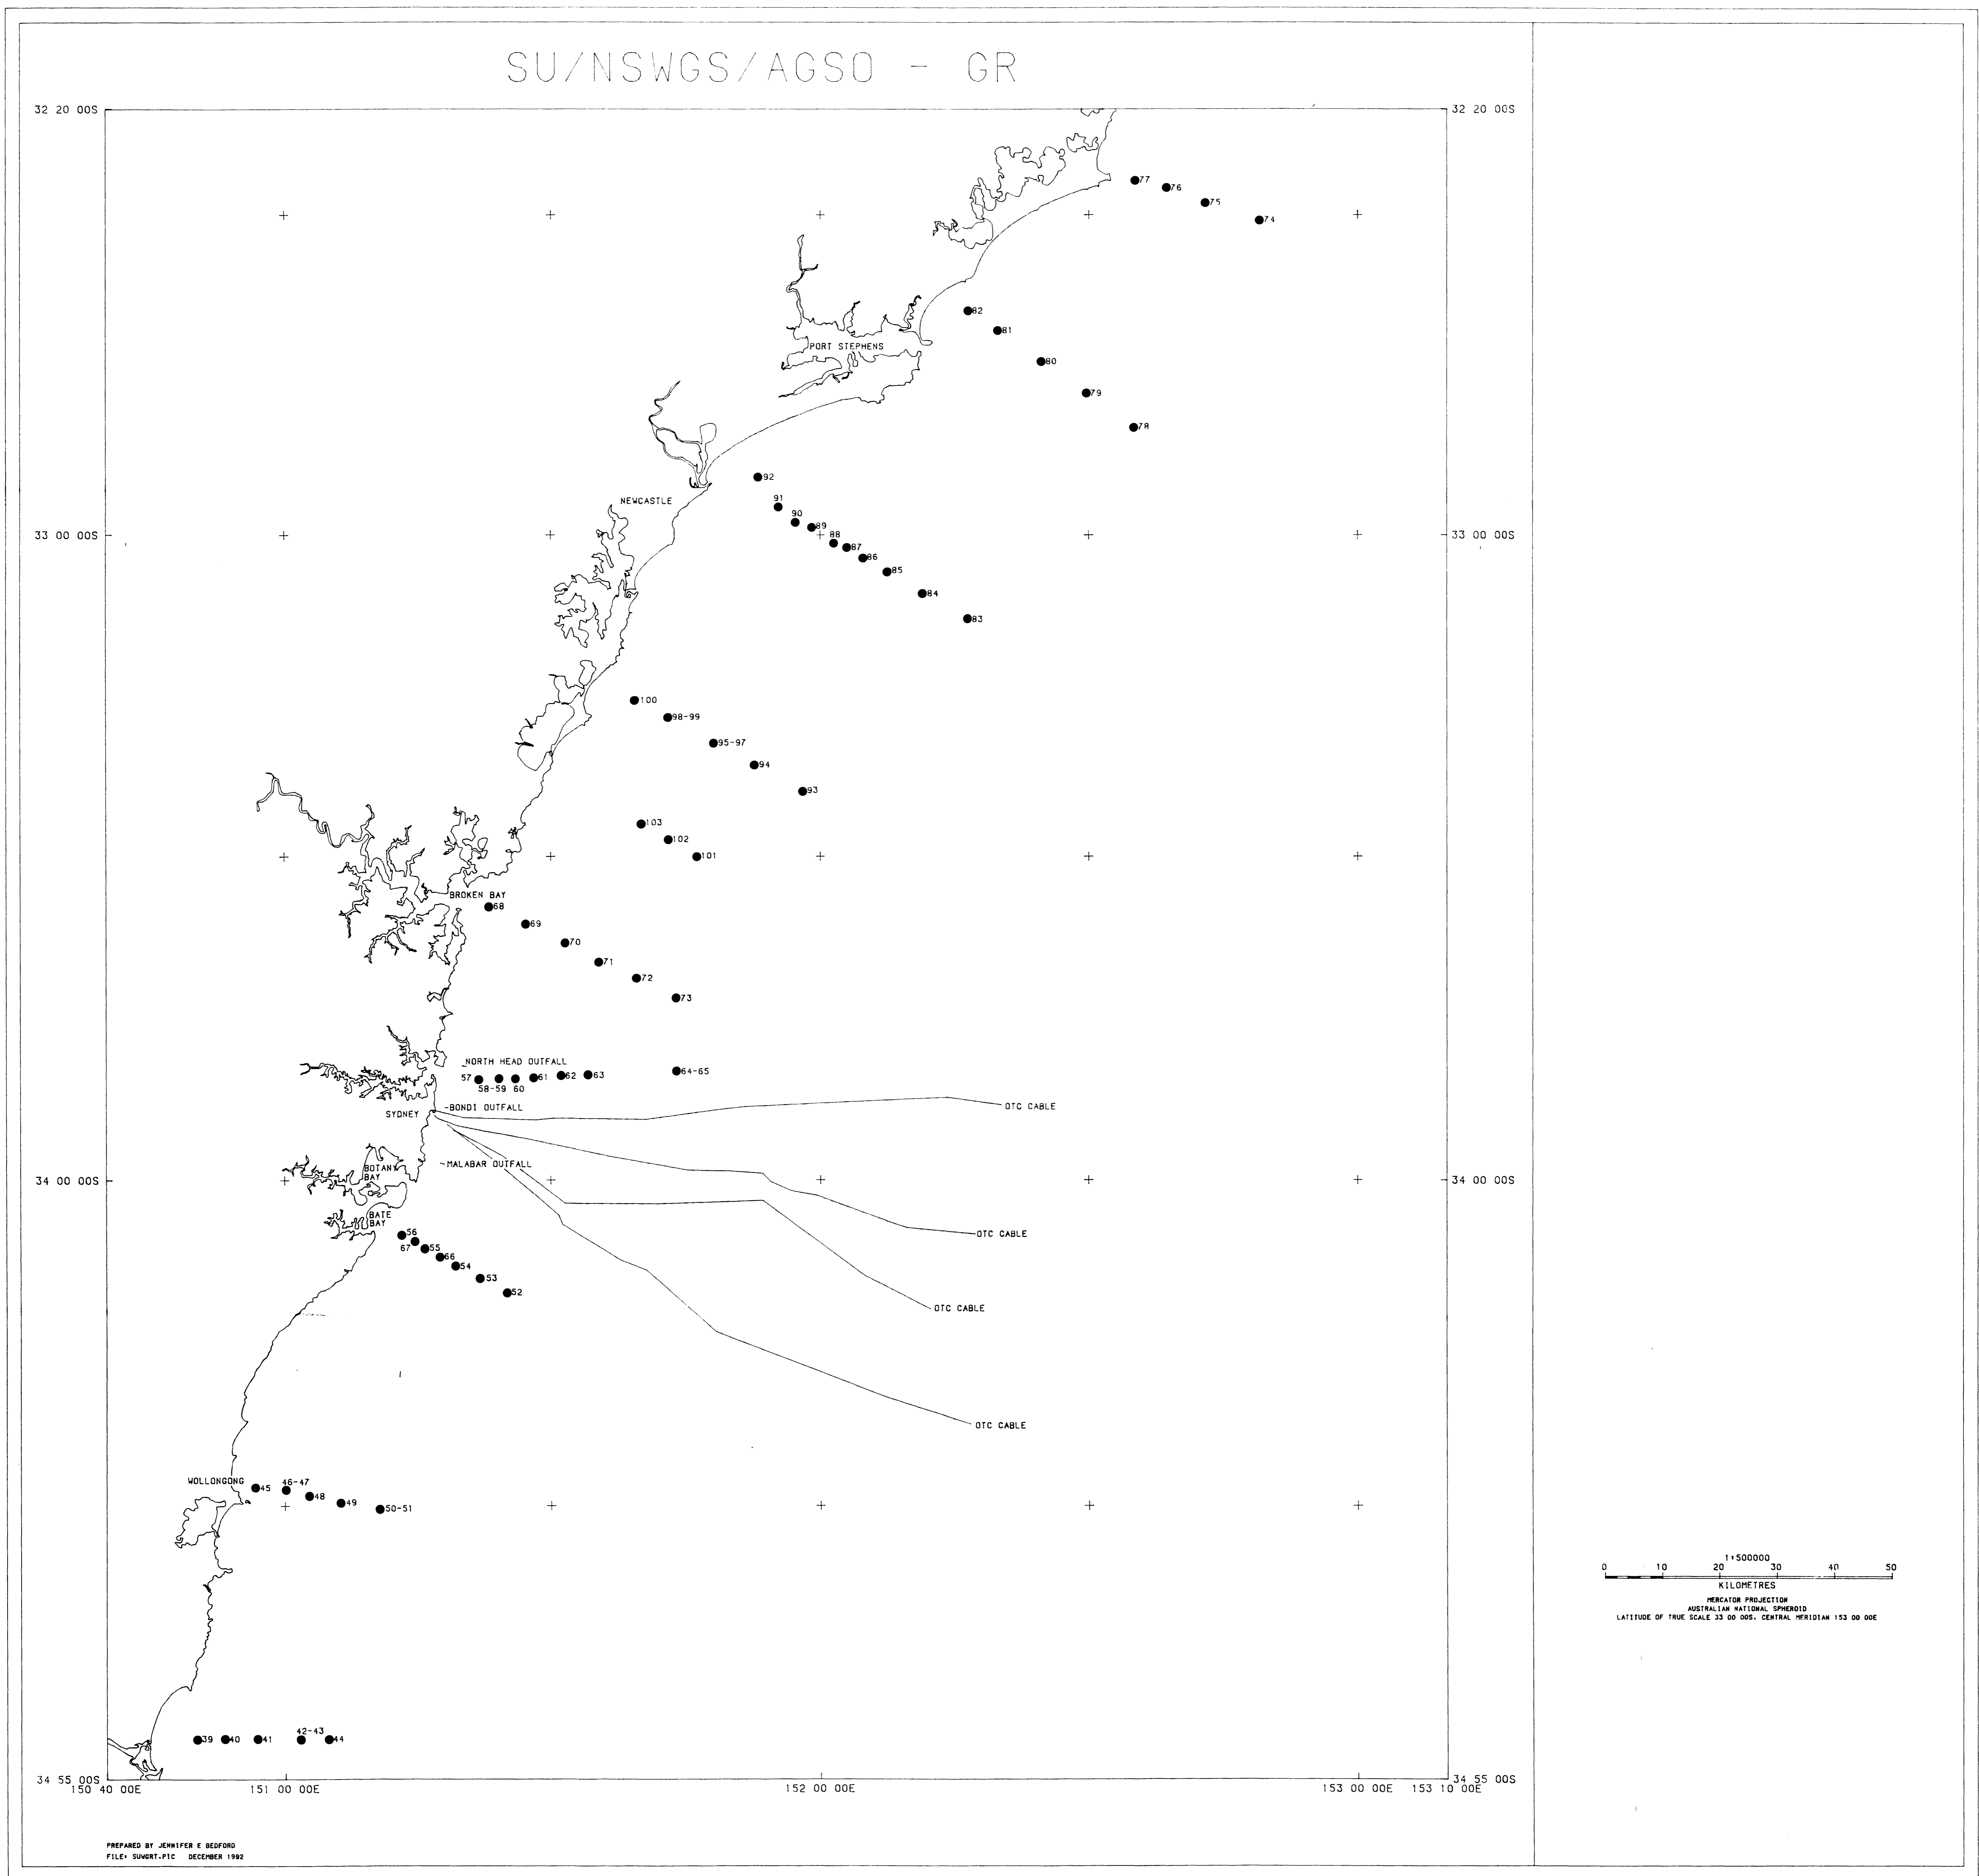 SU/NSWGS/AGSO - GR
32 20 00S
32 20 00S
77
76
75
74
82
81
80
79
78
PORT STEPHENS
92
91
90
89
88
87
86
85
84
83
NEWCASTLE
33 00 00S
33 00 00S
100
98-99
95-97
94
93
103
102
101
BROKEN BAY
68
69
70
71
72
73
NORTH HEAD OUTFALL
57
58-59 60
61
62
63
64-65
SYDNEY
BONDI OUTFALL
OTC CABLE
MALABAR OUTFALL
BOTANY
BAY
34 00 00S
34 00 00S
BATE
BAY
OTC CABLE
56
67
55
66
54
53
52
OTC CABLE
OTC CABLE
WOLLONGONG
45
46-47
48
49
50-51
1:500000
0 10 20 30 40 50
KILOMETRES
MERCATOR PROJECTION
AUSTRALIAN NATIONAL SPHEROID
LATITUDE OF TRUE SCALE 33 00 00S. CENTRAL MERIDIAN 153 00 00E
39
40
41
42-43
44
34 55 00S
34 55 00S
150 40 00E
151 00 00E
152 00 00E
153 00 00E
153 10 00E
PREPARED BY JENNIFER E BEDFORD
FILE: SUWGRT.PIC DECEMBER 1992